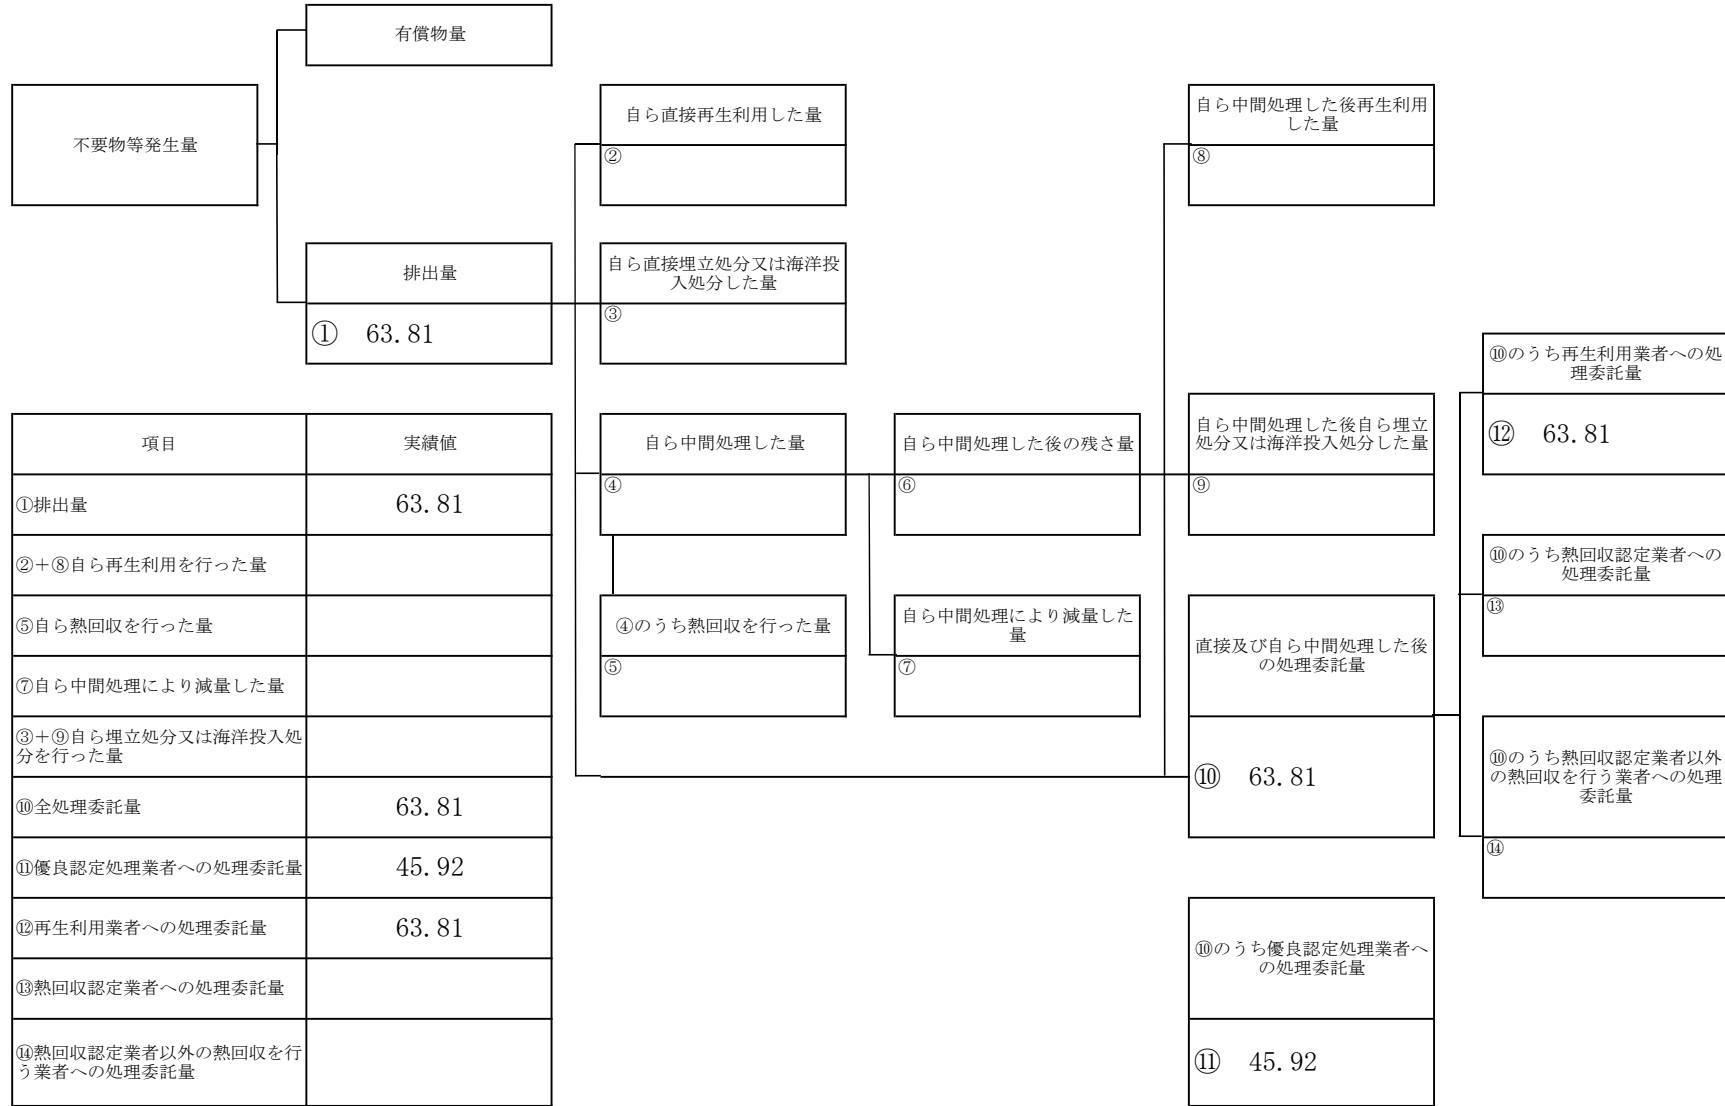 有償物量
不要物等発生量
自ら直接再生利用した量
②
自ら中間処理した後再生利用
した量
⑧
排出量
① 63.81
自ら直接埋立処分又は海洋投
入処分した量
③
⑩のうち再生利用業者への処
理委託量
⑫ 63.81
自ら中間処理した量
④
自ら中間処理した後の残さ量
⑥
自ら中間処理した後自ら埋立
処分又は海洋投入処分した量
⑨
⑩のうち熱回収認定業者への
処理委託量
⑬
④のうち熱回収を行った量
⑤
自ら中間処理により減量した
量
⑦
直接及び自ら中間処理した後
の処理委託量
⑩ 63.81
⑩のうち熱回収認定業者以外
の熱回収を行う業者への処理
委託量
⑭
⑩のうち優良認定処理業者へ
の処理委託量
⑪ 45.92
項目 実績値
①排出量 63.81
②+⑧自ら再生利用を行った量
⑤自ら熱回収を行った量
⑦自ら中間処理により減量した量
③+⑨自ら埋立処分又は海洋投入処
分を行った量
⑩全処理委託量 63.81
⑪優良認定処理業者への処理委託量 45.92
⑫再生利用業者への処理委託量 63.81
⑬熱回収認定業者への処理委託量
⑭熱回収認定業者以外の熱回収を行
う業者への処理委託量